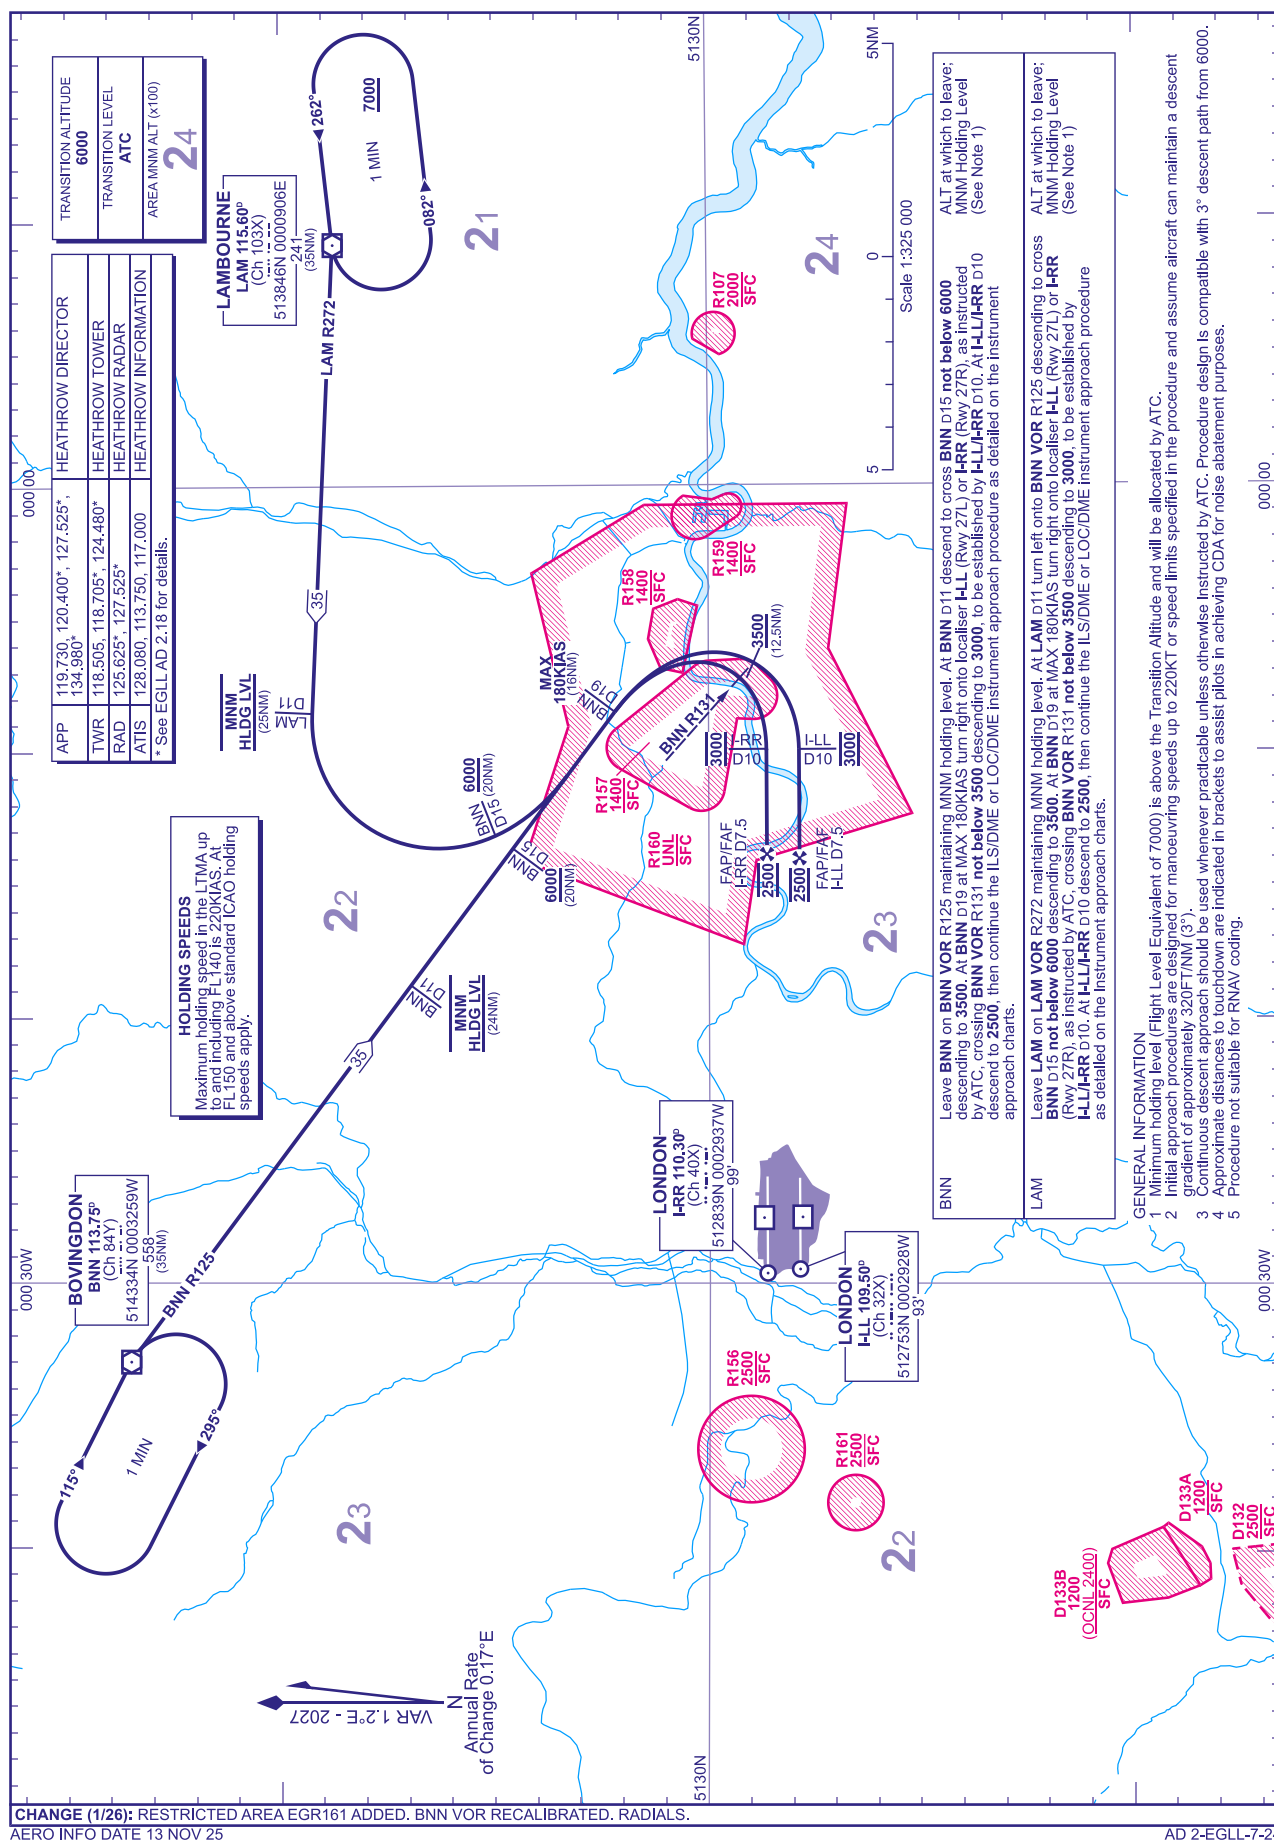 TRANSITION ALTITUDE
6000
TRANSITION LEVEL
ATC
AREA MNM ALT (x100)
24
APP
119.730, 120.400*, 127.525*,
134.980*
HEATHROW DIRECTOR
TWR
118.505, 118.705*, 124.480*
HEATHROW TOWER
RAD
125.625*, 127.525*
HEATHROW RADAR
ATIS
128.080, 113.750, 117.000
HEATHROW INFORMATION
* See EGLL AD 2.18 for details.
HOLDING SPEEDS
Maximum holding speed in the LTMA up
to and including FL140 is 220KIAS. At
FL150 and above standard ICAO holding
speeds apply.
BOVINGDON
BNN 113.75ᴰ
(Ch 84Y)
514334N 0003259W
558
(35NM)
BNN R125
115°
295°
1 MIN
LAMBOURNE
LAM 115.60ᴰ
(Ch 103X)
513846N 0000906E
241
(35NM)
LAM R272
262°
082°
1 MIN
7000
35
35
MNM
HLDG LVL
(25NM)
LAM
D11
BNN
D11
MNM
HLDG LVL
(24NM)
6000
(20NM)
BNN
D15
BNN
D15
6000
(20NM)
MAX
180KIAS
(16NM)
BNN
D19
BNN R131
3500
(12.5NM)
3000
I-RR
D10
I-LL
D10
3000
FAP/FAF
I-RR D7.5
2500
2500
FAP/FAF
I-LL D7.5
R160
UNL
SFC
R157
1400
SFC
R158
1400
SFC
R159
1400
SFC
R107
2000
SFC
R156
2500
SFC
R161
2500
SFC
D133B
1200
(OCNL 2400)
SFC
D133A
1200
SFC
D132
2500
SFC
LONDON
I-RR 110.30ᴰ
(Ch 40X)
512839N 0002937W
99'
LONDON
I-LL 109.50ᴰ
(Ch 32X)
512753N 0002928W
93'
23
22
21
22
23
24
000 30W
000 00
000 30W
000 00
5130N
5130N
5
0
5NM
Scale 1:325 000
VAR 1.2°E - 2027
N
Annual Rate
of Change 0.17°E
BNN
Leave BNN on BNN VOR R125 maintaining MNM holding level. At BNN D11 descend to cross BNN D15 not below 6000
descending to 3500. At BNN D19 at MAX 180KIAS turn right onto localiser I-LL (Rwy 27L) or I-RR (Rwy 27R), as instructed
by ATC, crossing BNN VOR R131 not below 3500 descending to 3000, to be established by I-LL/I-RR D10. At I-LL/I-RR D10
descend to 2500, then continue the ILS/DME or LOC/DME instrument approach procedure as detailed on the instrument
approach charts.
ALT at which to leave;
MNM Holding Level
(See Note 1)
LAM
Leave LAM on LAM VOR R272 maintaining MNM holding level. At LAM D11 turn left onto BNN VOR R125 descending to cross
BNN D15 not below 6000 descending to 3500. At BNN D19 at MAX 180KIAS turn right onto localiser I-LL (Rwy 27L) or I-RR
(Rwy 27R), as instructed by ATC, crossing BNN VOR R131 not below 3500 descending to 3000, to be established by
I-LL/I-RR D10. At I-LL/I-RR D10 descend to 2500, then continue the ILS/DME or LOC/DME instrument approach procedure
as detailed on the Instrument approach charts.
ALT at which to leave;
MNM Holding Level
(See Note 1)
GENERAL INFORMATION
1 Minimum holding level (Flight Level Equivalent of 7000) is above the Transition Altitude and will be allocated by ATC.
2 Initial approach procedures are designed for manoeuvring speeds up to 220KT or speed limits specified in the procedure and assume aircraft can maintain a descent
gradient of approximately 320FT/NM (3°).
3 Continuous descent approach should be used whenever practicable unless otherwise instructed by ATC. Procedure design is compatible with 3° descent path from 6000.
4 Approximate distances to touchdown are indicated in brackets to assist pilots in achieving CDA for noise abatement purposes.
5 Procedure not suitable for RNAV coding.
CHANGE (1/26): RESTRICTED AREA EGR161 ADDED. BNN VOR RECALIBRATED. RADIALS.
AERO INFO DATE 13 NOV 25
AD 2-EGLL-7-2